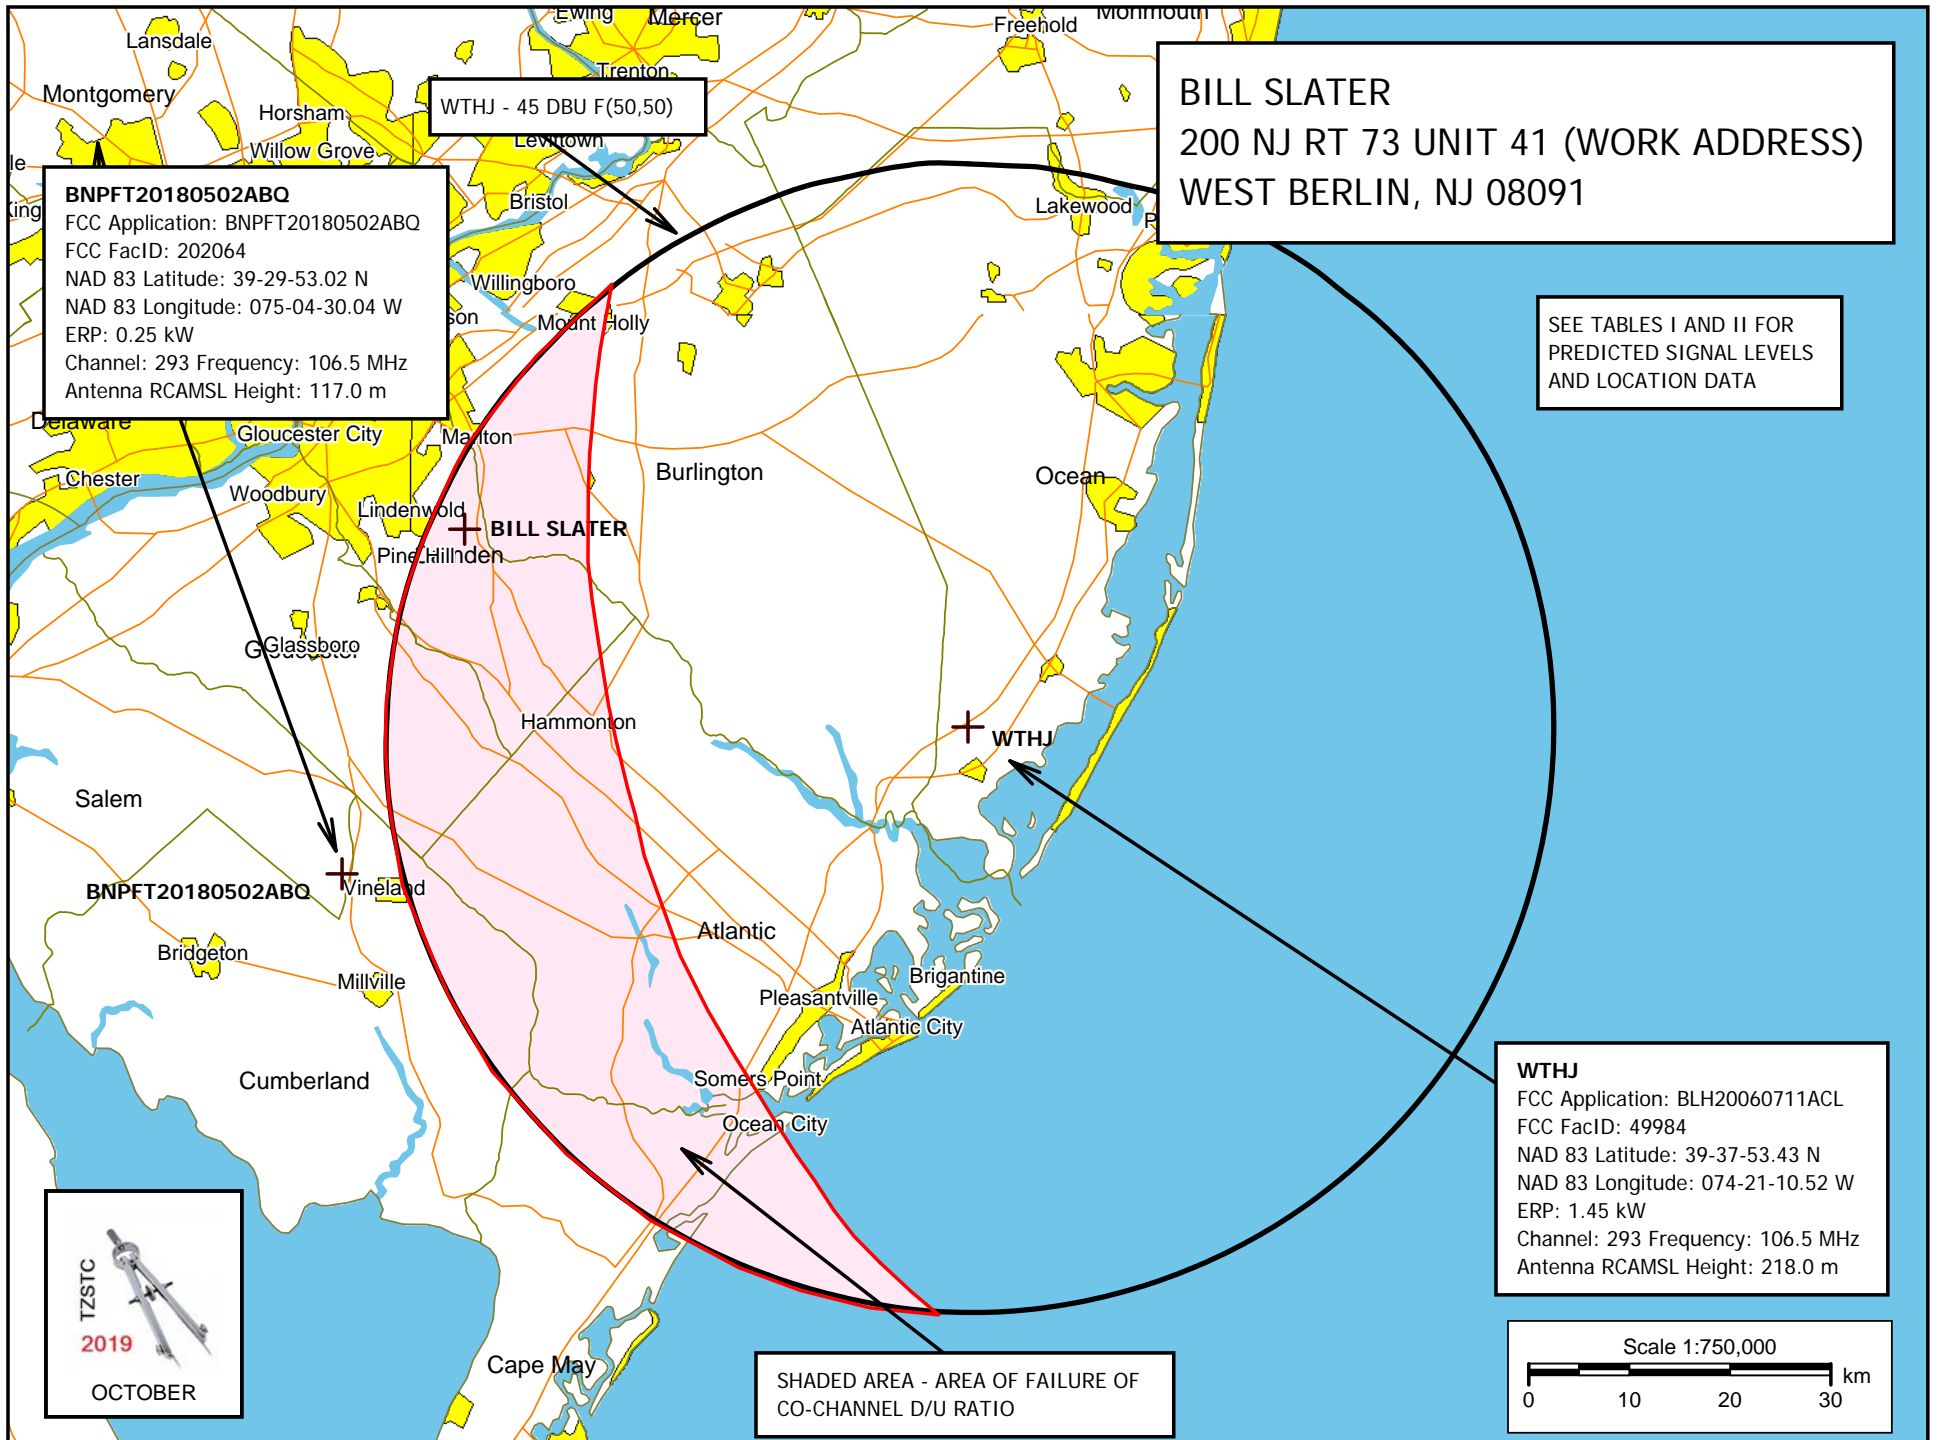 Ewing
Mercer
Monmouth
Freehold
Lansdale
Trenton
Montgomery
WTHJ - 45 DBU F(50,50)
Horsham
Levittown
Willow Grove
le
King
Bristol
Lakewood
P
BILL SLATER
200 NJ RT 73 UNIT 41 (WORK ADDRESS)
WEST BERLIN, NJ 08091
BNPFT20180502ABQ
FCC Application: BNPFT20180502ABQ
FCC FacID: 202064
NAD 83 Latitude: 39-29-53.02 N
NAD 83 Longitude: 075-04-30.04 W
ERP: 0.25 kW
Channel: 293 Frequency: 106.5 MHz
Antenna RCAMSL Height: 117.0 m
Willingboro
son
Mount Holly
SEE TABLES I AND II FOR
PREDICTED SIGNAL LEVELS
AND LOCATION DATA
Delaware
Gloucester City
Marlton
Chester
Woodbury
Burlington
Ocean
Lindenwold
BILL SLATER
Pine Hill
Glassboro
Hammonton
WTHJ
Salem
BNPFT20180502ABQ
Vineland
Atlantic
Bridgeton
Millville
Brigantine
Pleasantville
Atlantic City
Cumberland
Somers Point
Ocean City
WTHJ
FCC Application: BLH20060711ACL
FCC FacID: 49984
NAD 83 Latitude: 39-37-53.43 N
NAD 83 Longitude: 074-21-10.52 W
ERP: 1.45 kW
Channel: 293 Frequency: 106.5 MHz
Antenna RCAMSL Height: 218.0 m
TZSTC
2019
OCTOBER
Cape May
SHADED AREA - AREA OF FAILURE OF
CO-CHANNEL D/U RATIO
Scale 1:750,000
km
0 10 20 30